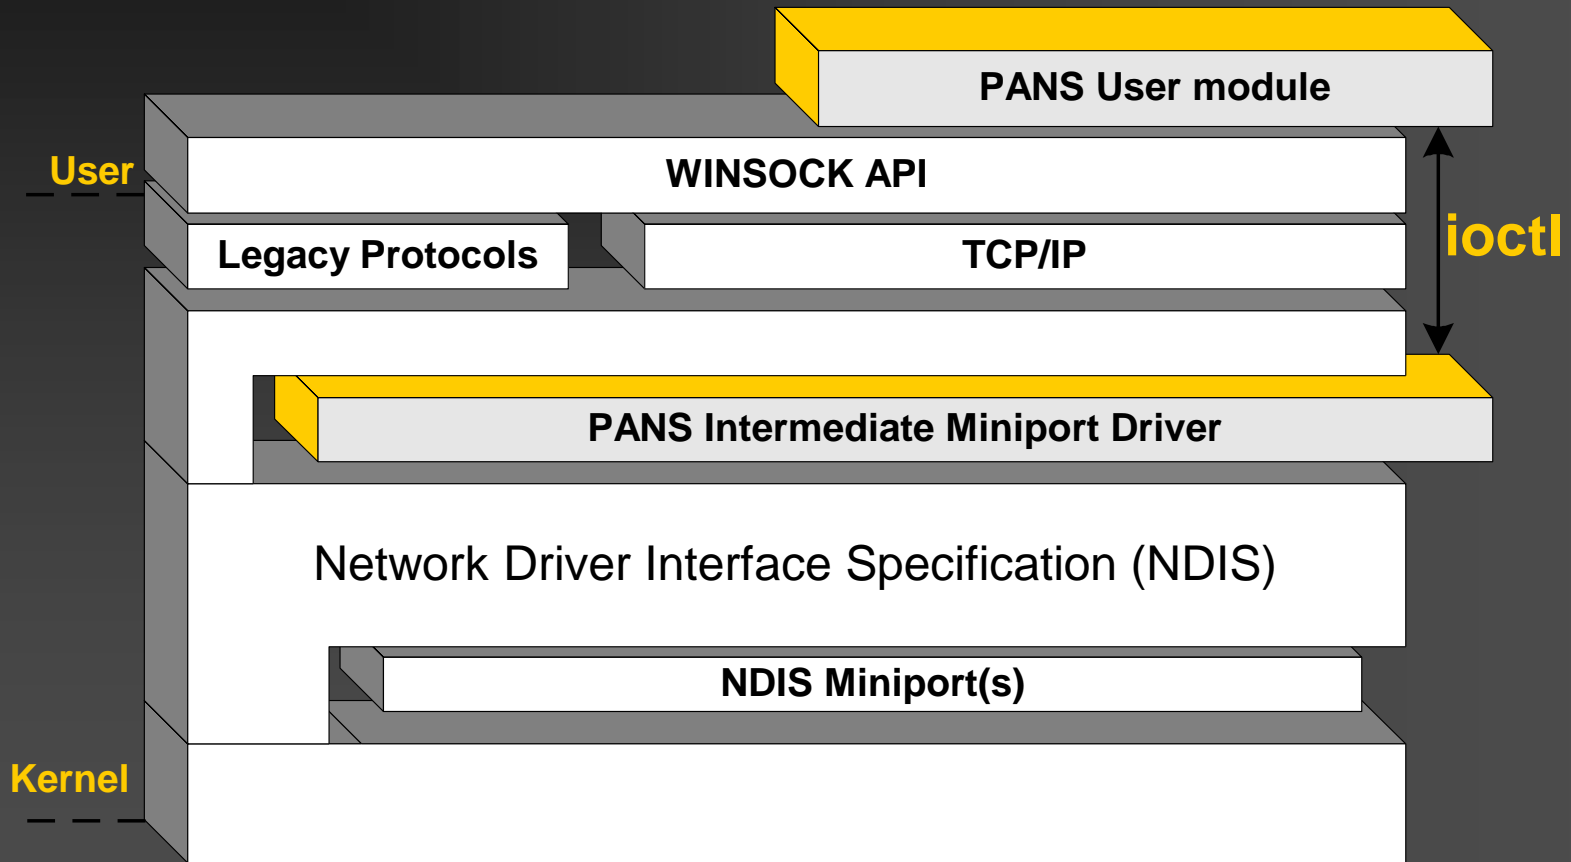 PANS User module
User
WINSOCK API
Legacy Protocols
TCP/IP
ioctl
PANS Intermediate Miniport Driver
Network Driver Interface Specification (NDIS)
NDIS Miniport(s)
Kernel